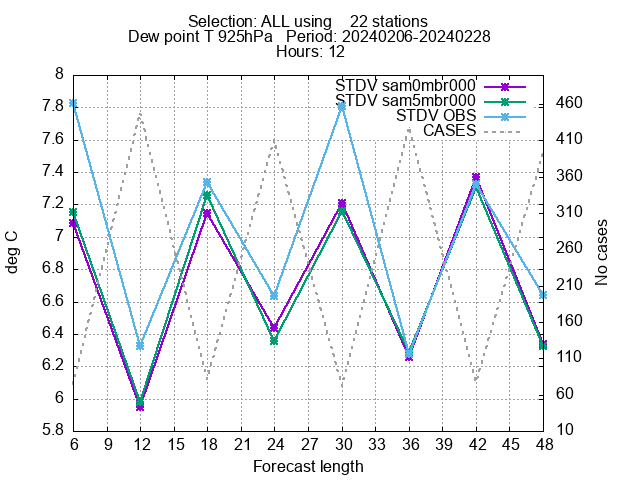 Selection: ALL using 22 stations
Dew point T 925hPa Period: 20240206-20240228
Hours: 12
STDV sam0mbr000
STDV sam5mbr000
STDV OBS
CASES
8
7.8
7.6
7.4
7.2
7
6.8
6.6
6.4
6.2
6
5.8
deg C
460
410
360
310
260
210
160
110
60
10
No cases
6 9 12 15 18 21 24 27 30 33 36 39 42 45 48
Forecast length